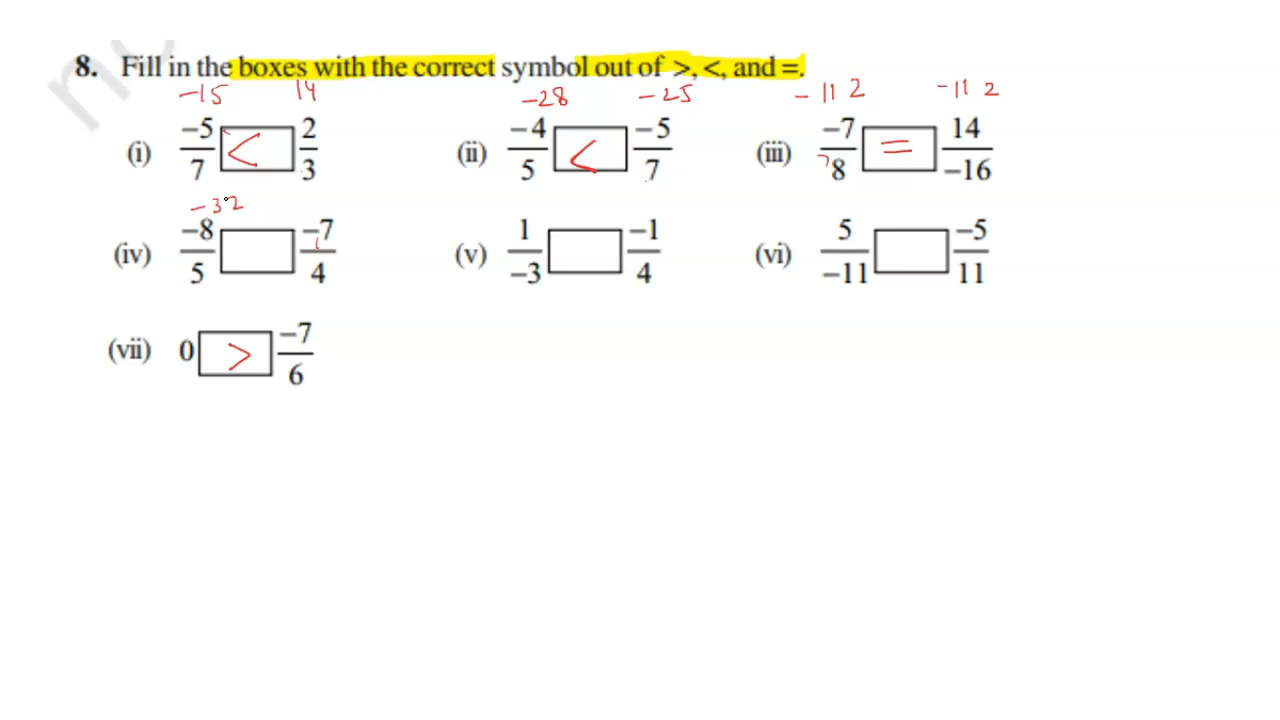 8. Fill in the boxes with the correct symbol out of >, <, and =.
-15 14 -28 -25 -112 -112
(i) -5/7 < 2/3 (ii) -4/5 < -5/7 (iii) -7/8 = 14/-16
-32
(iv) -8/5 □ -7/4 (v) 1/-3 □ -1/4 (vi) 5/-11 □ -5/11
(vii) 0 > -7/6